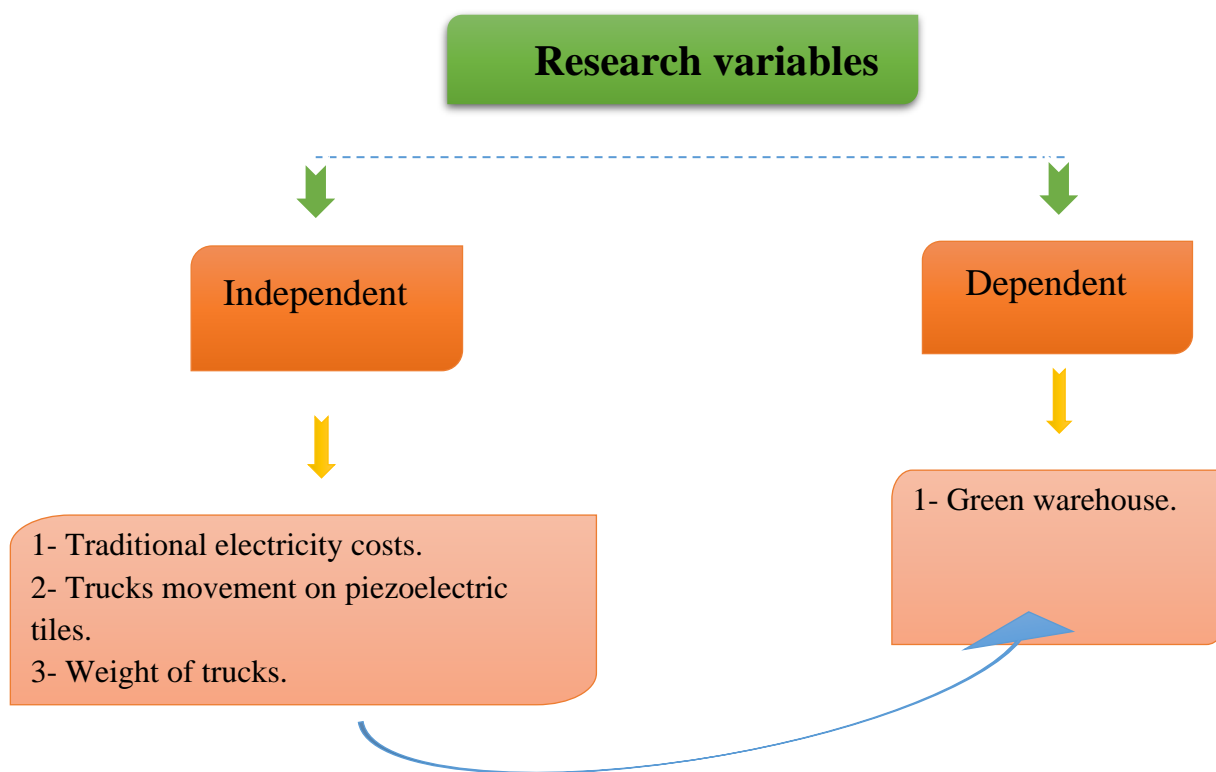 Research variables
Independent
Dependent
1- Traditional electricity costs.
2- Trucks movement on piezoelectric
tiles.
3- Weight of trucks.
1- Green warehouse.